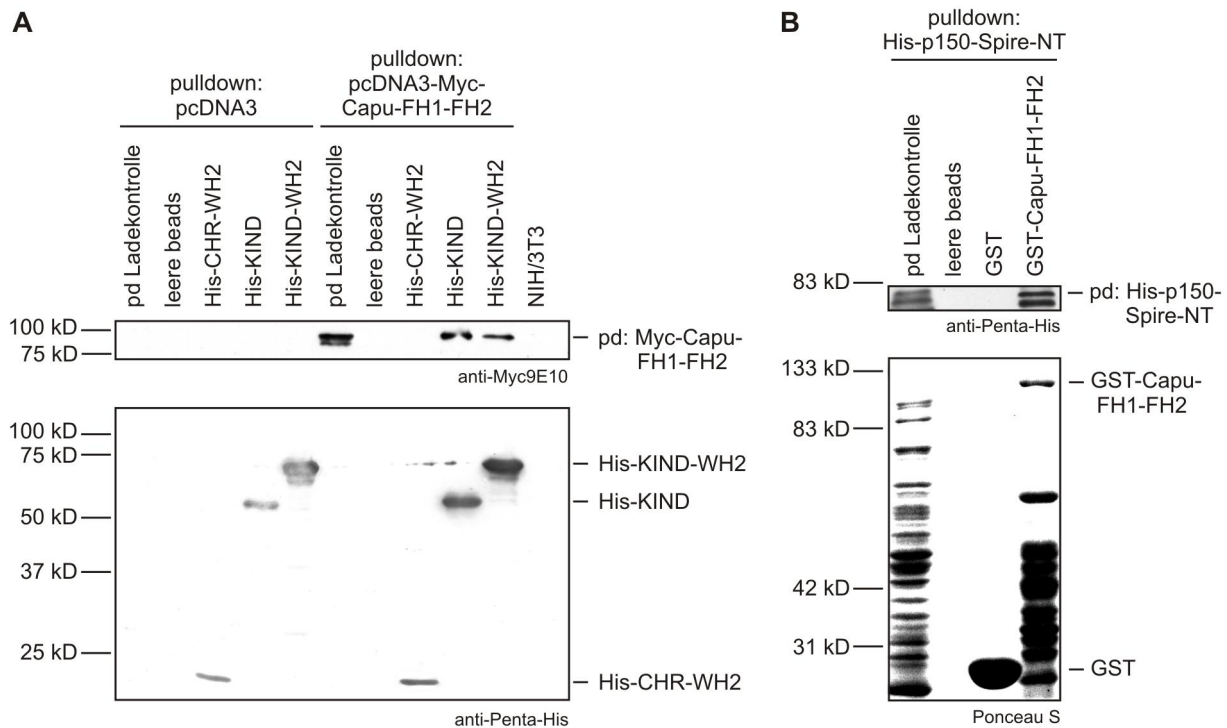 A
pulldown:
pcDNA3
pulldown:
pcDNA3-Myc-
Capu-FH1-FH2
pd Ladekontrolle
leere beads
His-CHR-WH2
His-KIND
His-KIND-WH2
pd Ladekontrolle
leere beads
His-CHR-WH2
His-KIND
His-KIND-WH2
NIH/3T3
100 kD
75 kD
pd: Myc-Capu-
FH1-FH2
anti-Myc9E10
100 kD
75 kD
50 kD
37 kD
25 kD
His-KIND-WH2
His-KIND
His-CHR-WH2
anti-Penta-His
B
pulldown:
His-p150-Spire-NT
pd Ladekontrolle
leere beads
GST
GST-Capu-FH1-FH2
83 kD
pd: His-p150-
Spire-NT
anti-Penta-His
133 kD
83 kD
42 kD
31 kD
GST-Capu-
FH1-FH2
GST
Ponceau S